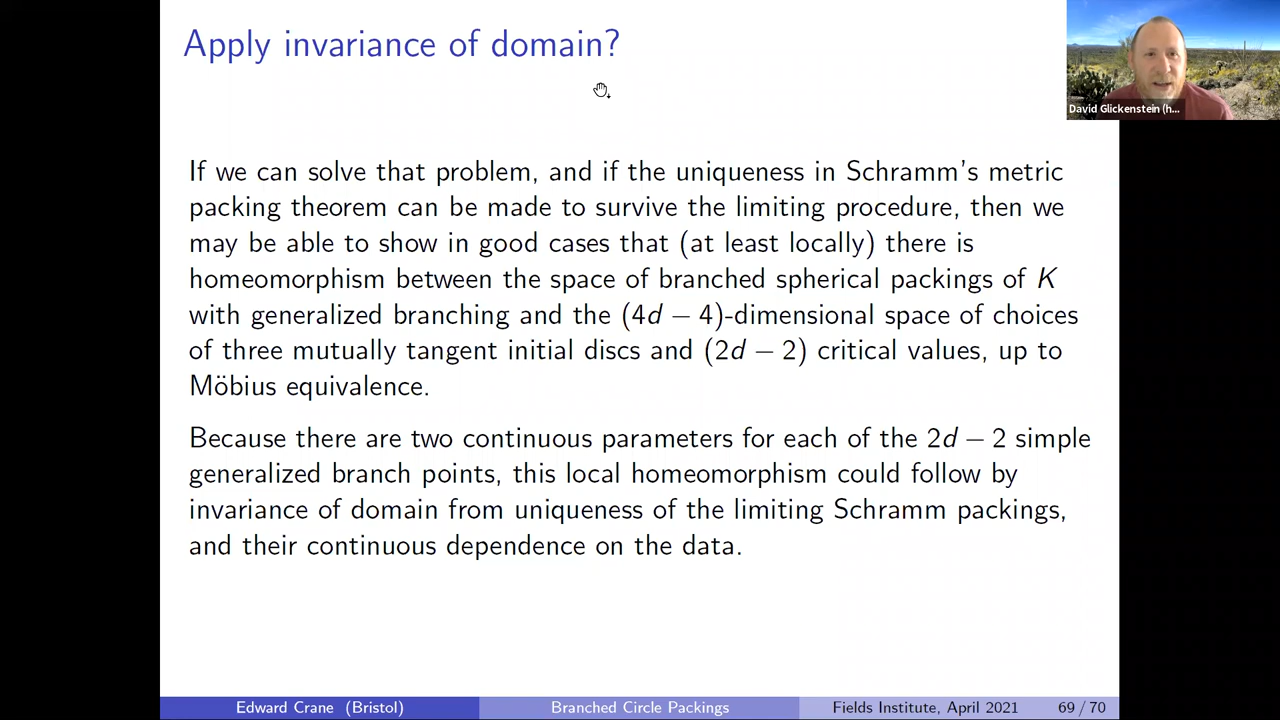 Apply invariance of domain?
David Glickenstein (h...
If we can solve that problem, and if the uniqueness in Schramm's metric
packing theorem can be made to survive the limiting procedure, then we
may be able to show in good cases that (at least locally) there is
homeomorphism between the space of branched spherical packings of K
with generalized branching and the (4d − 4)-dimensional space of choices
of three mutually tangent initial discs and (2d − 2) critical values, up to
Möbius equivalence.
Because there are two continuous parameters for each of the 2d − 2 simple
generalized branch points, this local homeomorphism could follow by
invariance of domain from uniqueness of the limiting Schramm packings,
and their continuous dependence on the data.
Edward Crane (Bristol) Branched Circle Packings Fields Institute, April 2021 69 / 70